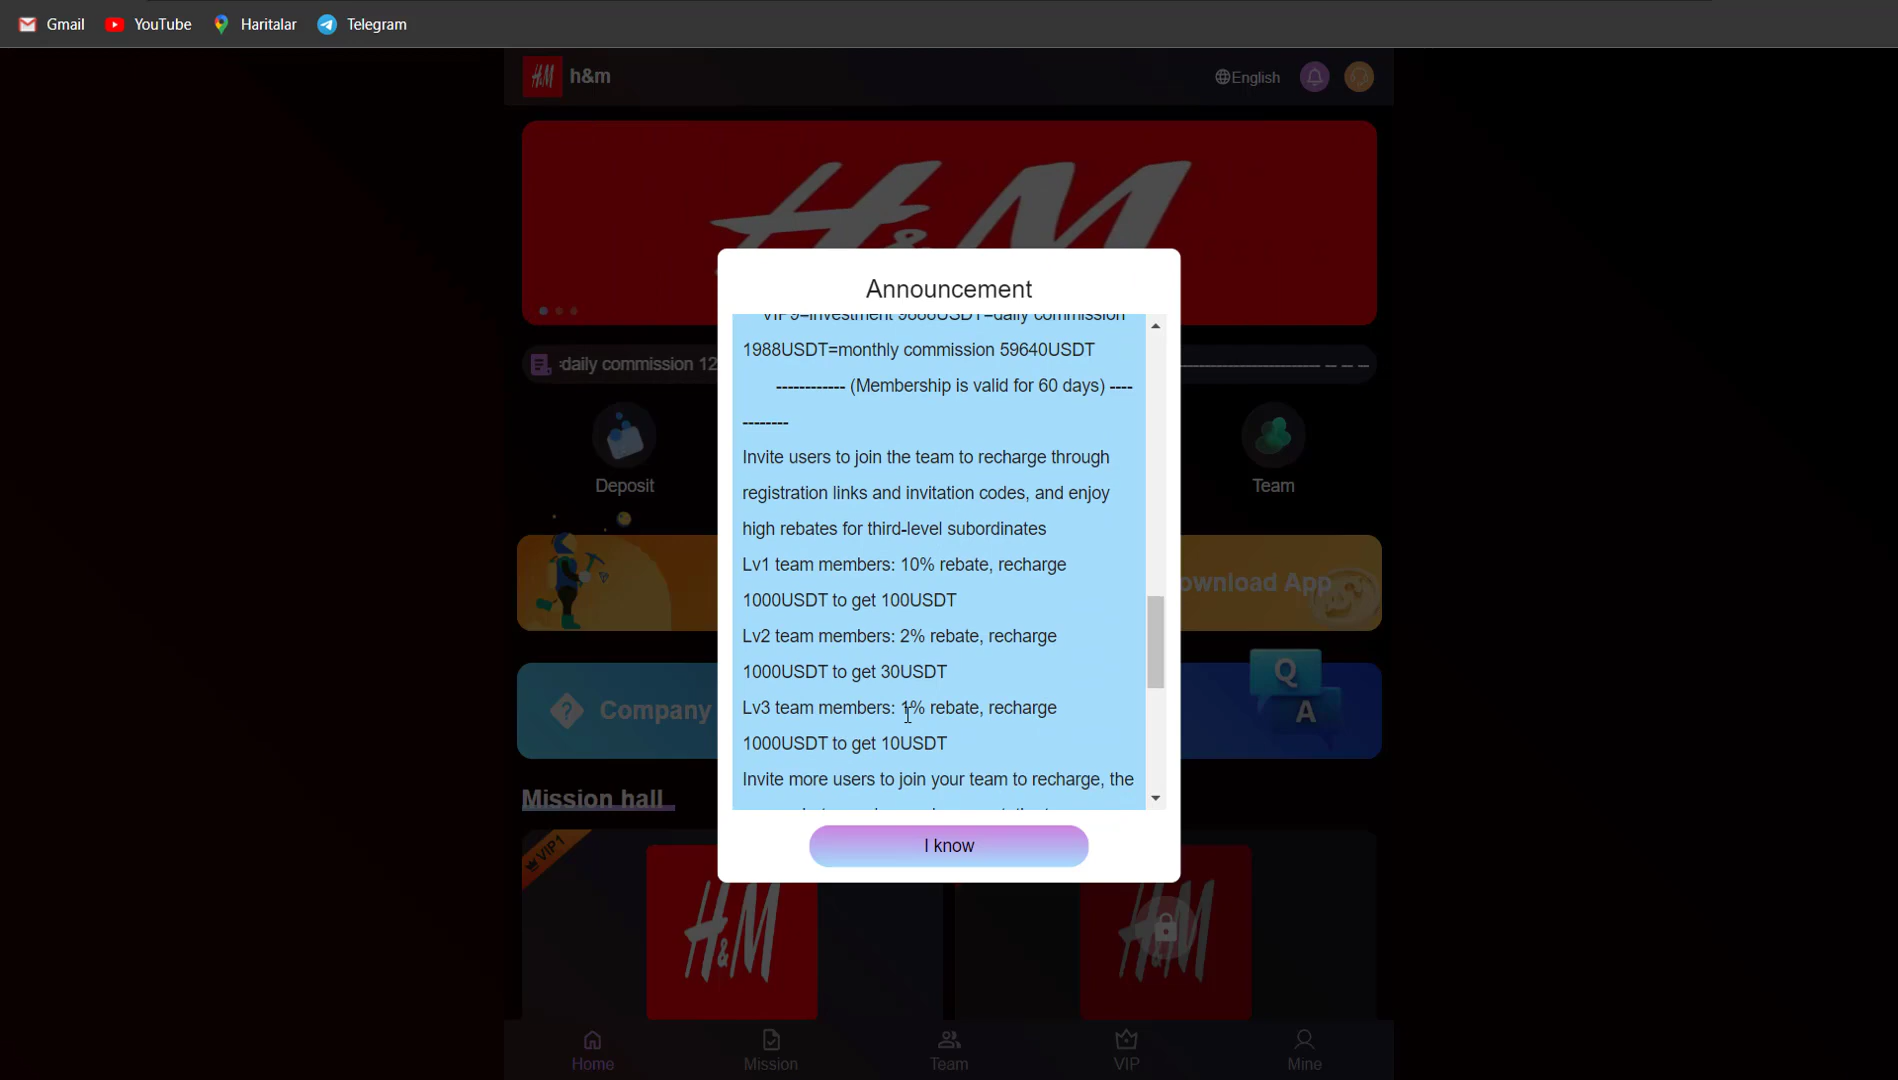 Gmail
YouTube
Haritalar
Telegram
H&M
h&m
English
H&M
Announcement
VIP9=investment 9888USDT=daily commission
1988USDT=monthly commission 59640USDT
------------ (Membership is valid for 60 days) ----
--------
Invite users to join the team to recharge through
registration links and invitation codes, and enjoy
high rebates for third-level subordinates
Lv1 team members: 10% rebate, recharge
1000USDT to get 100USDT
Lv2 team members: 2% rebate, recharge
1000USDT to get 30USDT
Lv3 team members: 1% rebate, recharge
1000USDT to get 10USDT
Invite more users to join your team to recharge, the
I know
:daily commission 12
Deposit
Team
ownload App
Company
Q
A
Mission hall
VIP1
H&M
H&M
Home
Mission
Team
VIP
Mine